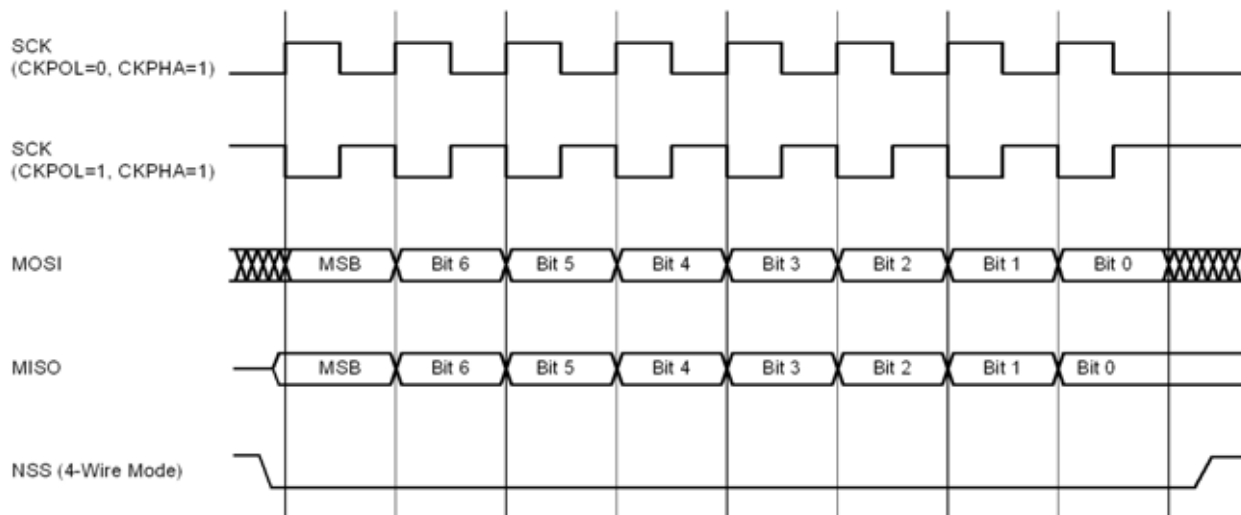 SCK
(CKPOL=0, CKPHA=1)
SCK
(CKPOL=1, CKPHA=1)
MOSI
MSB Bit 6 Bit 5 Bit 4 Bit 3 Bit 2 Bit 1 Bit 0
MISO
MSB Bit 6 Bit 5 Bit 4 Bit 3 Bit 2 Bit 1 Bit 0
NSS (4-Wire Mode)